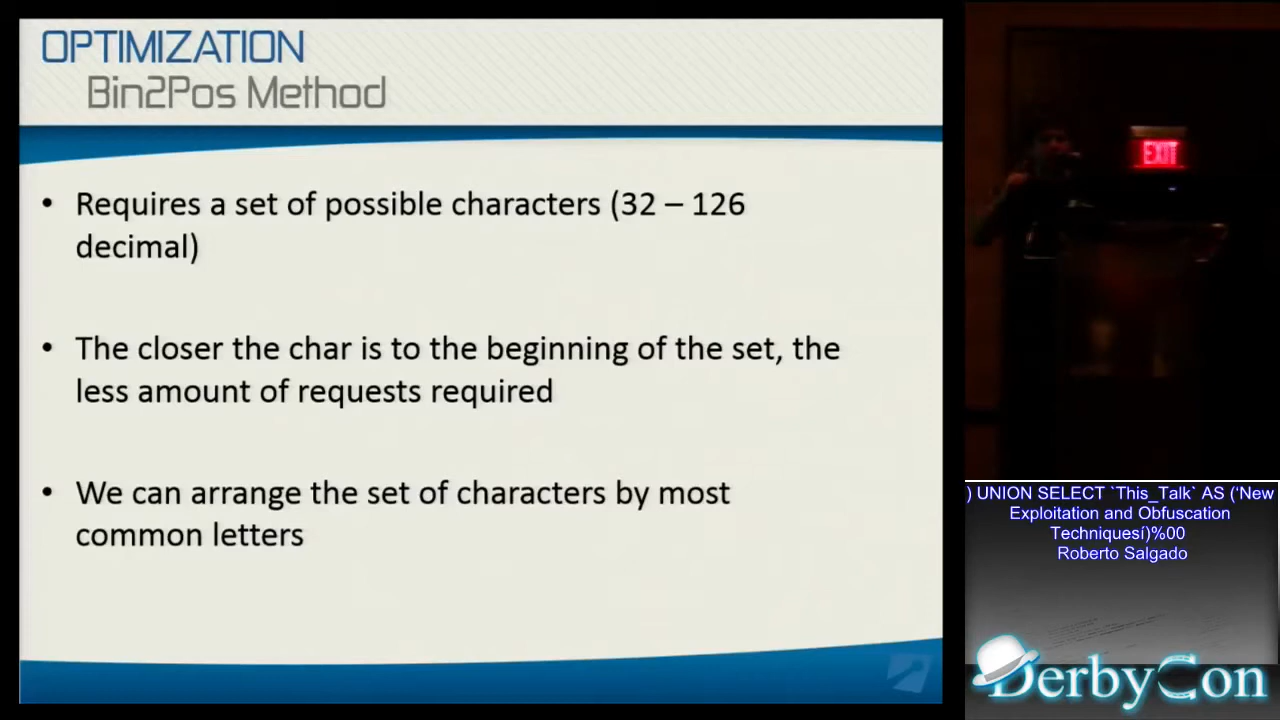 OPTIMIZATION
Bin2Pos Method
• Requires a set of possible characters (32 – 126
decimal)
• The closer the char is to the beginning of the set, the
less amount of requests required
• We can arrange the set of characters by most
common letters
EXIT
) UNION SELECT `This_Talk` AS (‘New
Exploitation and Obfuscation
Techniquesí)%00
Roberto Salgado
DerbyCon